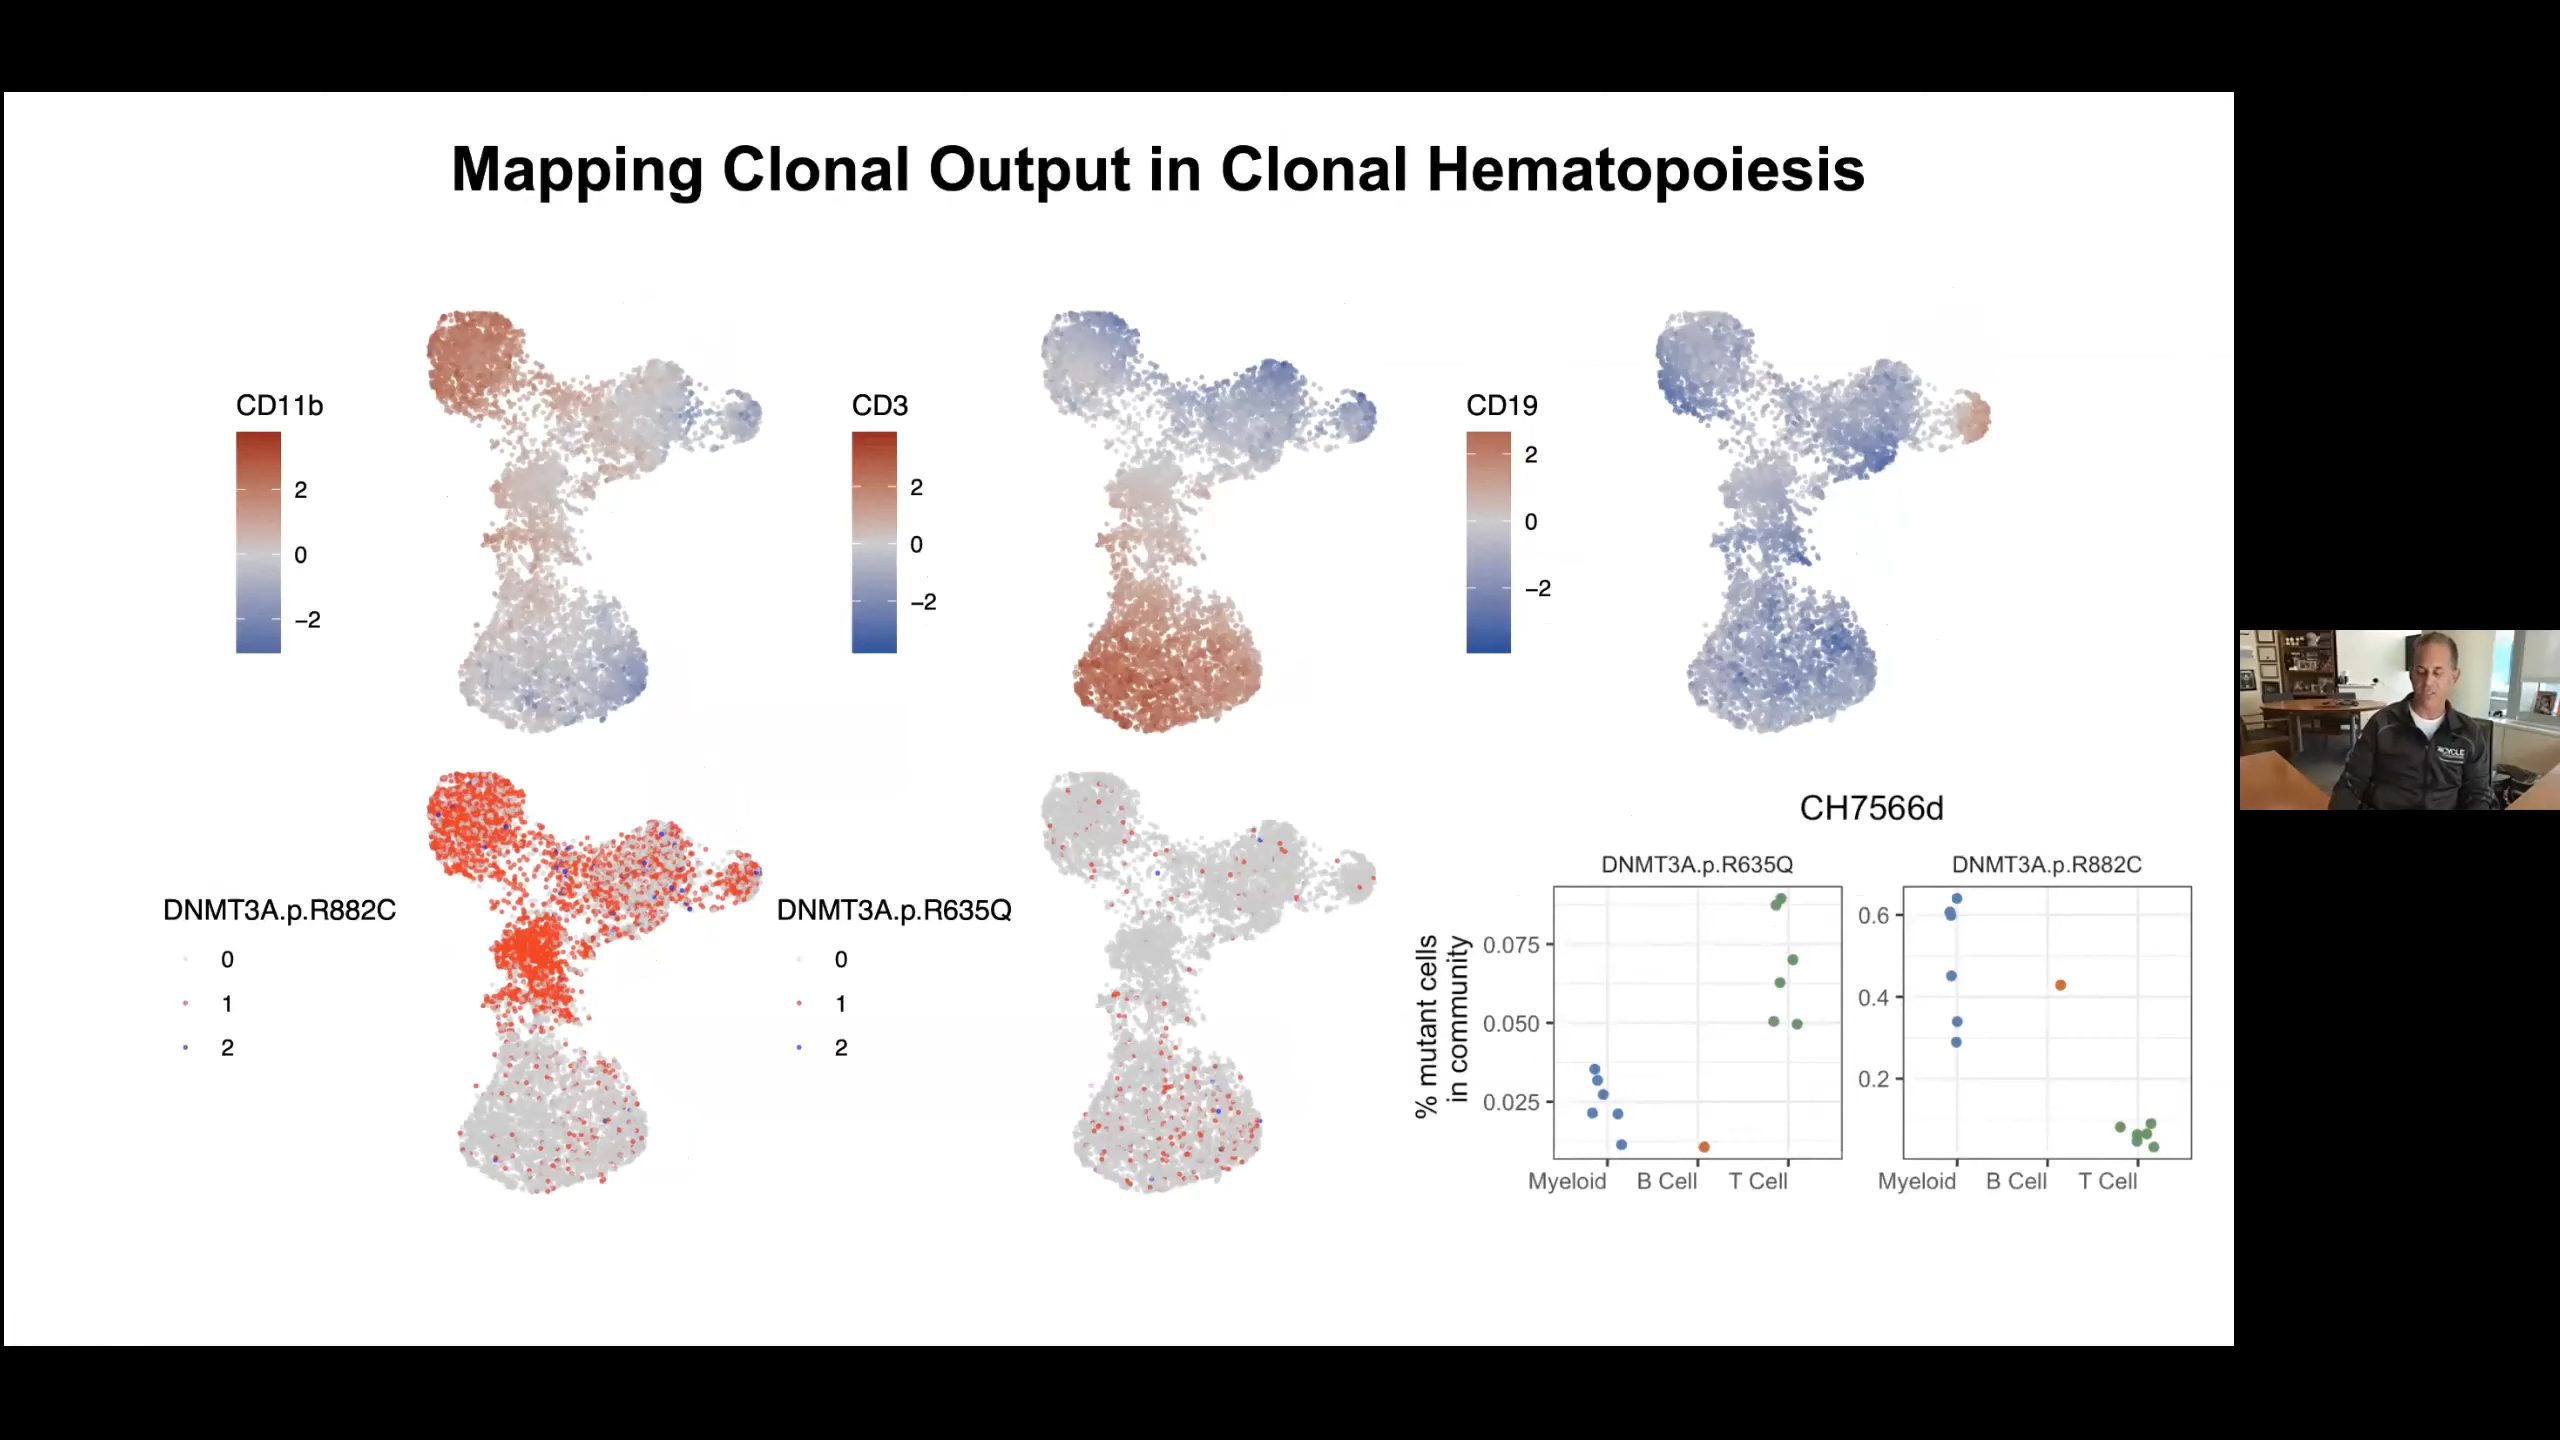 Mapping Clonal Output in Clonal Hematopoiesis
CD11b
2
0
−2
CD3
2
0
−2
CD19
2
0
−2
DNMT3A.p.R882C
0
1
2
DNMT3A.p.R635Q
0
1
2
CH7566d
DNMT3A.p.R635Q
DNMT3A.p.R882C
% mutant cells
in community
0.075
0.050
0.025
0.6
0.4
0.2
Myeloid B Cell T Cell
Myeloid B Cell T Cell